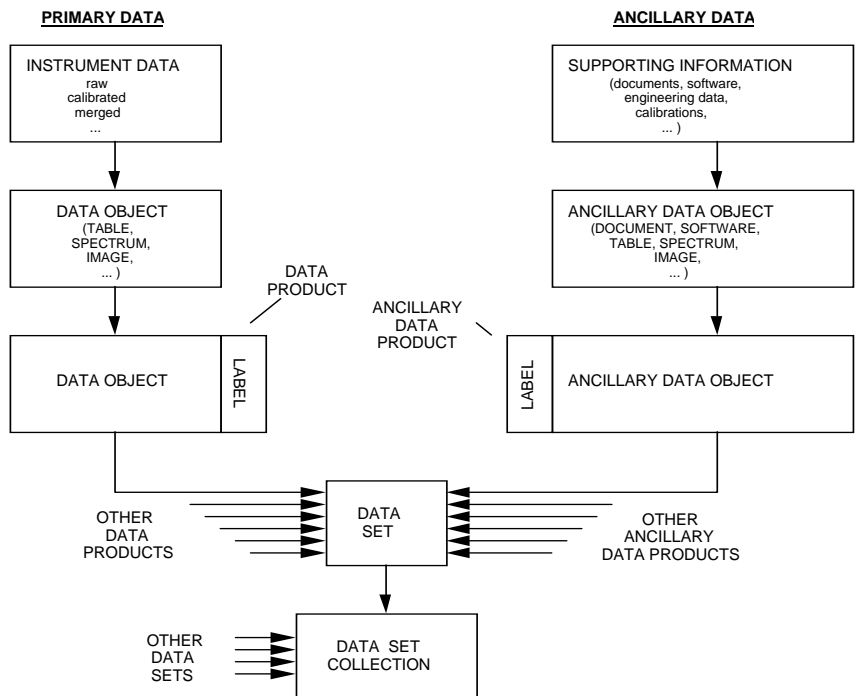 PRIMARY DATA
ANCILLARY DATA
INSTRUMENT DATA
raw
calibrated
merged
...
SUPPORTING INFORMATION
(documents, software,
engineering data,
calibrations,
... )
DATA OBJECT
(TABLE,
SPECTRUM,
IMAGE,
... )
ANCILLARY DATA OBJECT
(DOCUMENT, SOFTWARE,
TABLE, SPECTRUM,
IMAGE,
... )
DATA
PRODUCT
ANCILLARY
DATA
PRODUCT
DATA OBJECT
LABEL
LABEL
ANCILLARY DATA OBJECT
OTHER
DATA
PRODUCTS
DATA
SET
OTHER
ANCILLARY
DATA PRODUCTS
OTHER
DATA
SETS
DATA SET
COLLECTION